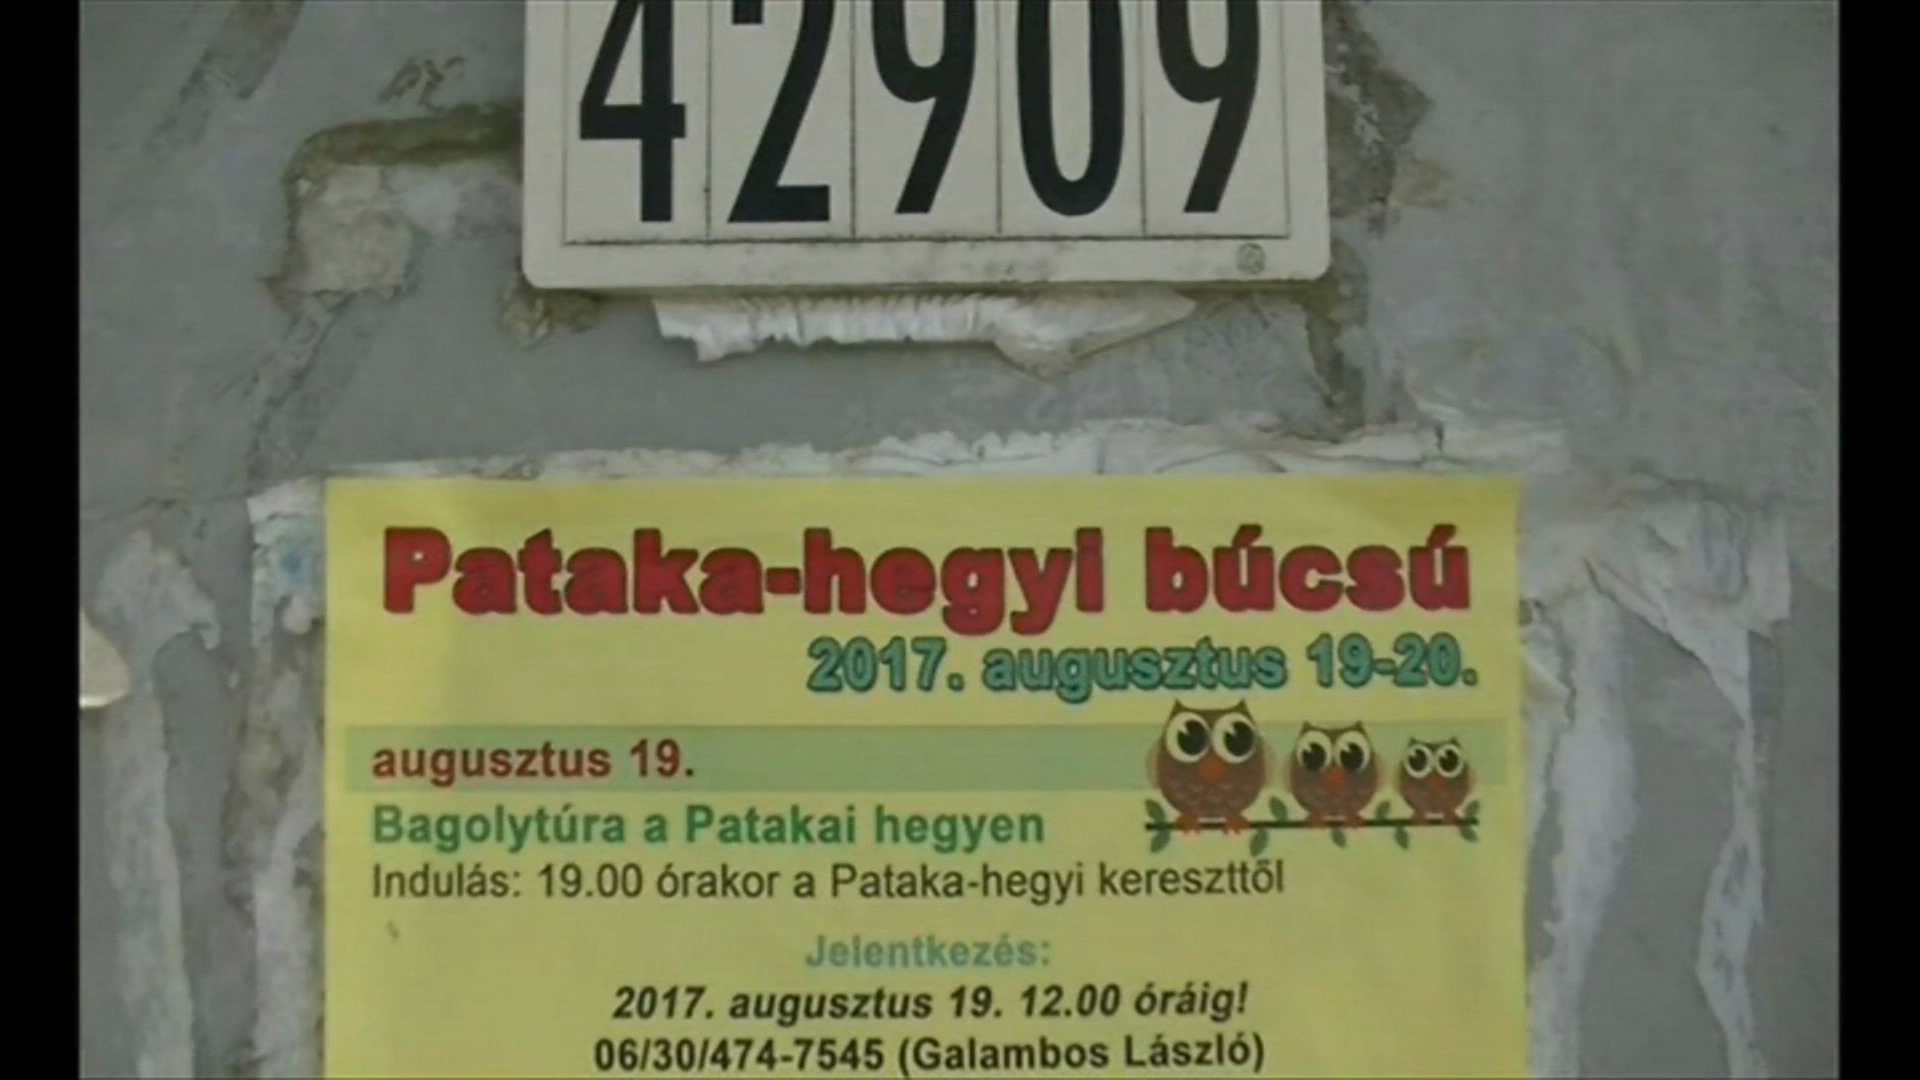 42909
Pataka-hegyi búcsú
2017. augusztus 19-20.
augusztus 19.
Bagolytúra a Patakai hegyen
Indulás: 19.00 órakor a Pataka-hegyi kereszttől
Jelentkezés:
2017. augusztus 19. 12.00 óráig!
06/30/474-7545 (Galambos László)